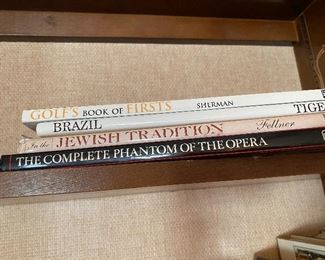 GOLF'S BOOK OF FIRSTS SHERMAN
BRAZIL TIGE
In the JEWISH TRADITION Fellner
THE COMPLETE PHANTOM OF THE OPERA